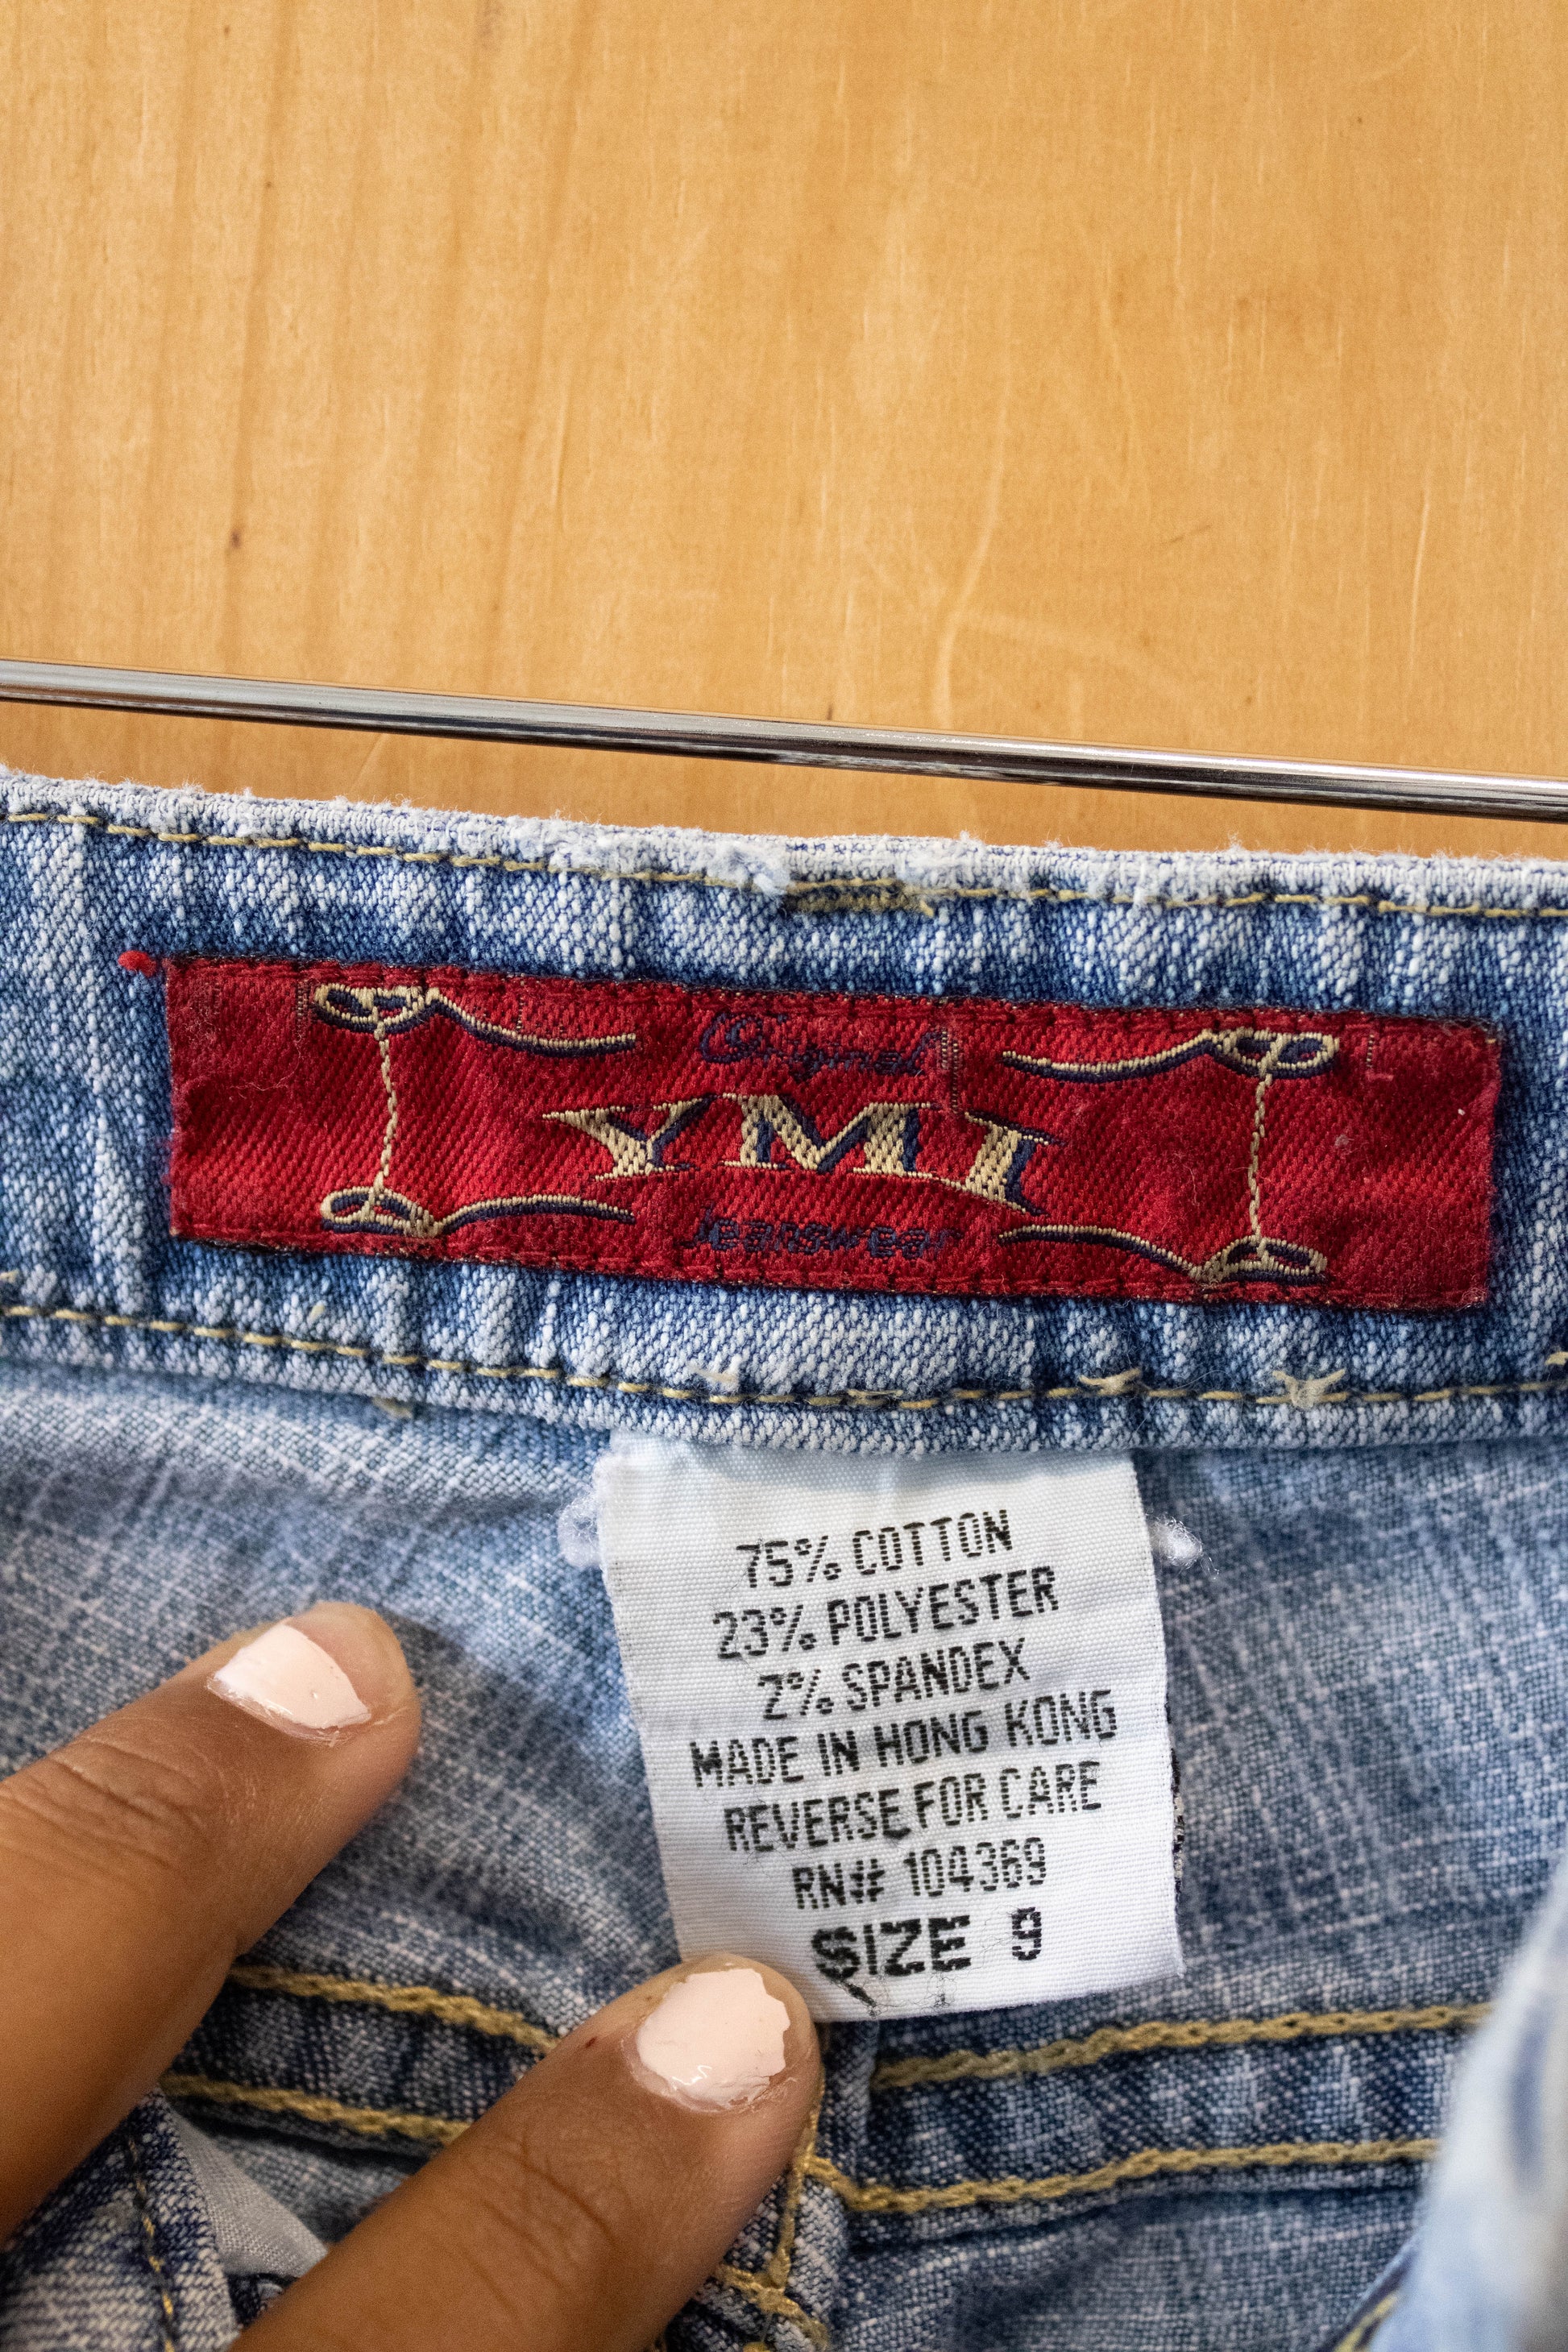 Original
YMI
Jeanswear
75% COTTON
23% POLYESTER
2% SPANDEX
MADE IN HONG KONG
REVERSE FOR CARE
RN# 104369
SIZE 9